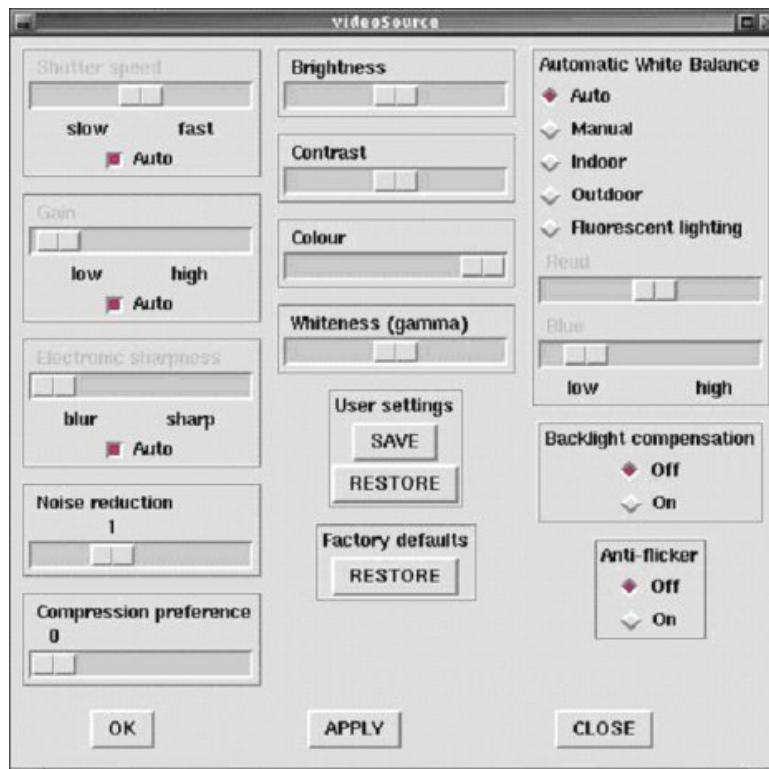 videoSource
Shutter speed
slow fast
Auto
Gain
low high
Auto
Electronic sharpness
blur sharp
Auto
Noise reduction
1
Compression preference
0
Brightness
Contrast
Colour
Whiteness (gamma)
User settings
SAVE
RESTORE
Factory defaults
RESTORE
Automatic White Balance
Auto
Manual
Indoor
Outdoor
Fluorescent lighting
Reud
Blue
low high
Backlight compensation
Off
On
Anti-flicker
Off
On
OK APPLY CLOSE